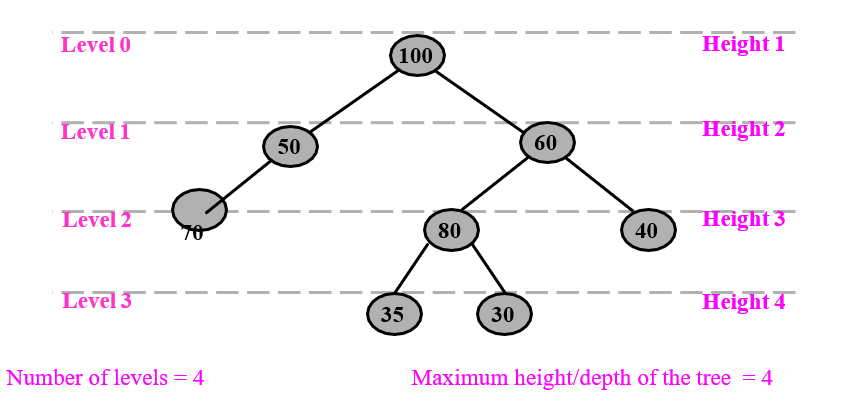 Level 0
Height 1
100
Level 1
Height 2
50
60
Level 2
Height 3
70
80
40
Level 3
Height 4
35
30
Number of levels = 4
Maximum height/depth of the tree = 4